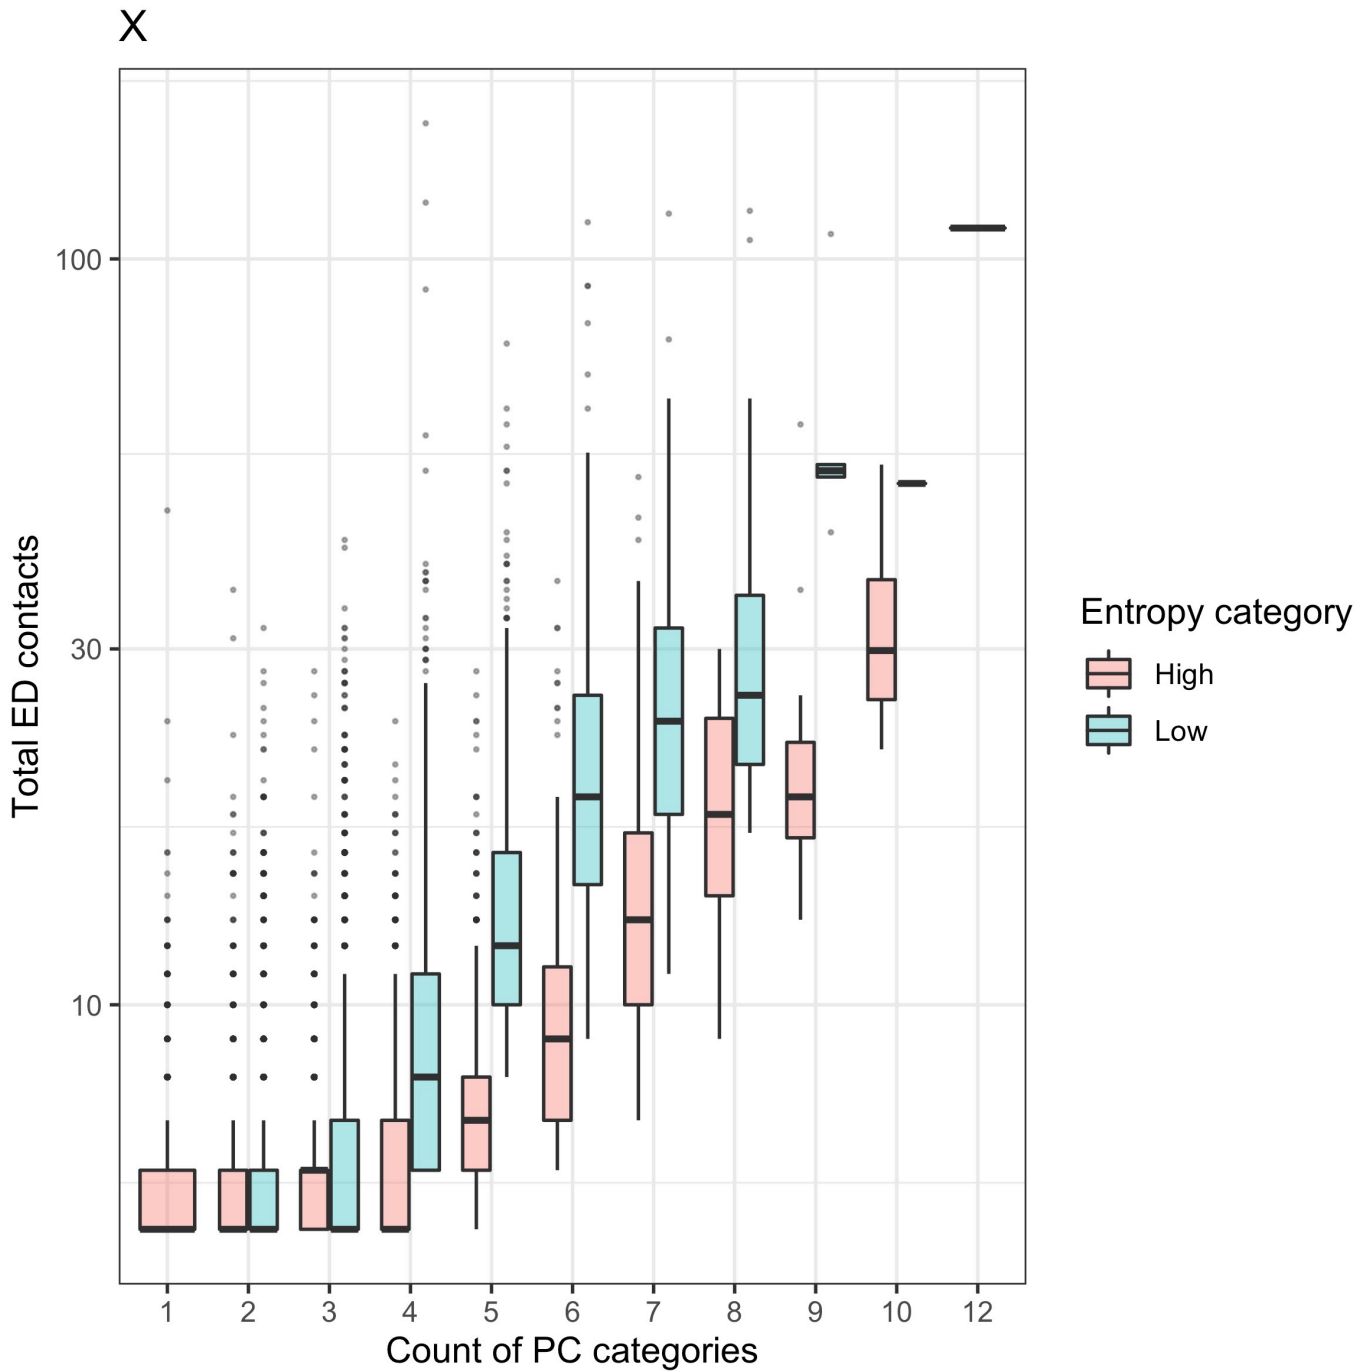 X
Total ED contacts
100
30
10
1 2 3 4 5 6 7 8 9 10 12
Count of PC categories
Entropy category
High
Low